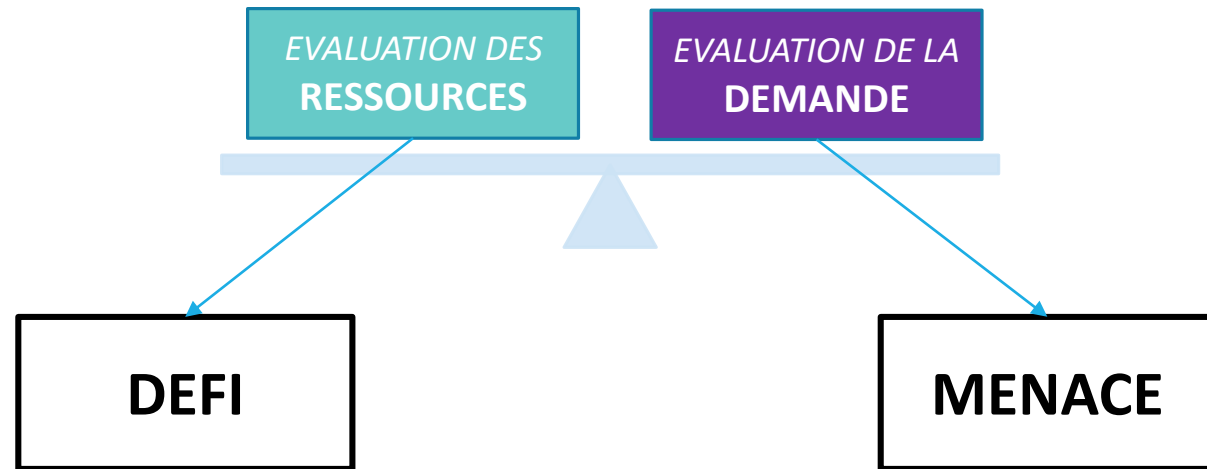 EVALUATION DES
RESSOURCES
EVALUATION DE LA
DEMANDE
DEFI
MENACE